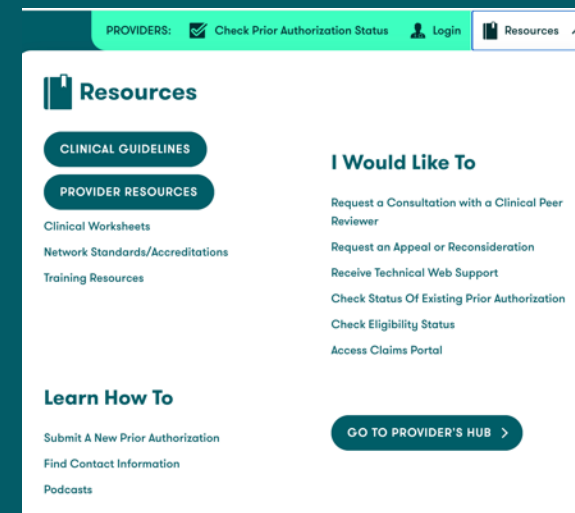 PROVIDERS: Check Prior Authorization Status Login Resources
Resources
CLINICAL GUIDELINES
PROVIDER RESOURCES
Clinical Worksheets
Network Standards/Accreditations
Training Resources
I Would Like To
Request a Consultation with a Clinical Peer
Reviewer
Request an Appeal or Reconsideration
Receive Technical Web Support
Check Status Of Existing Prior Authorization
Check Eligibility Status
Access Claims Portal
Learn How To
Submit A New Prior Authorization
Find Contact Information
Podcasts
GO TO PROVIDER'S HUB